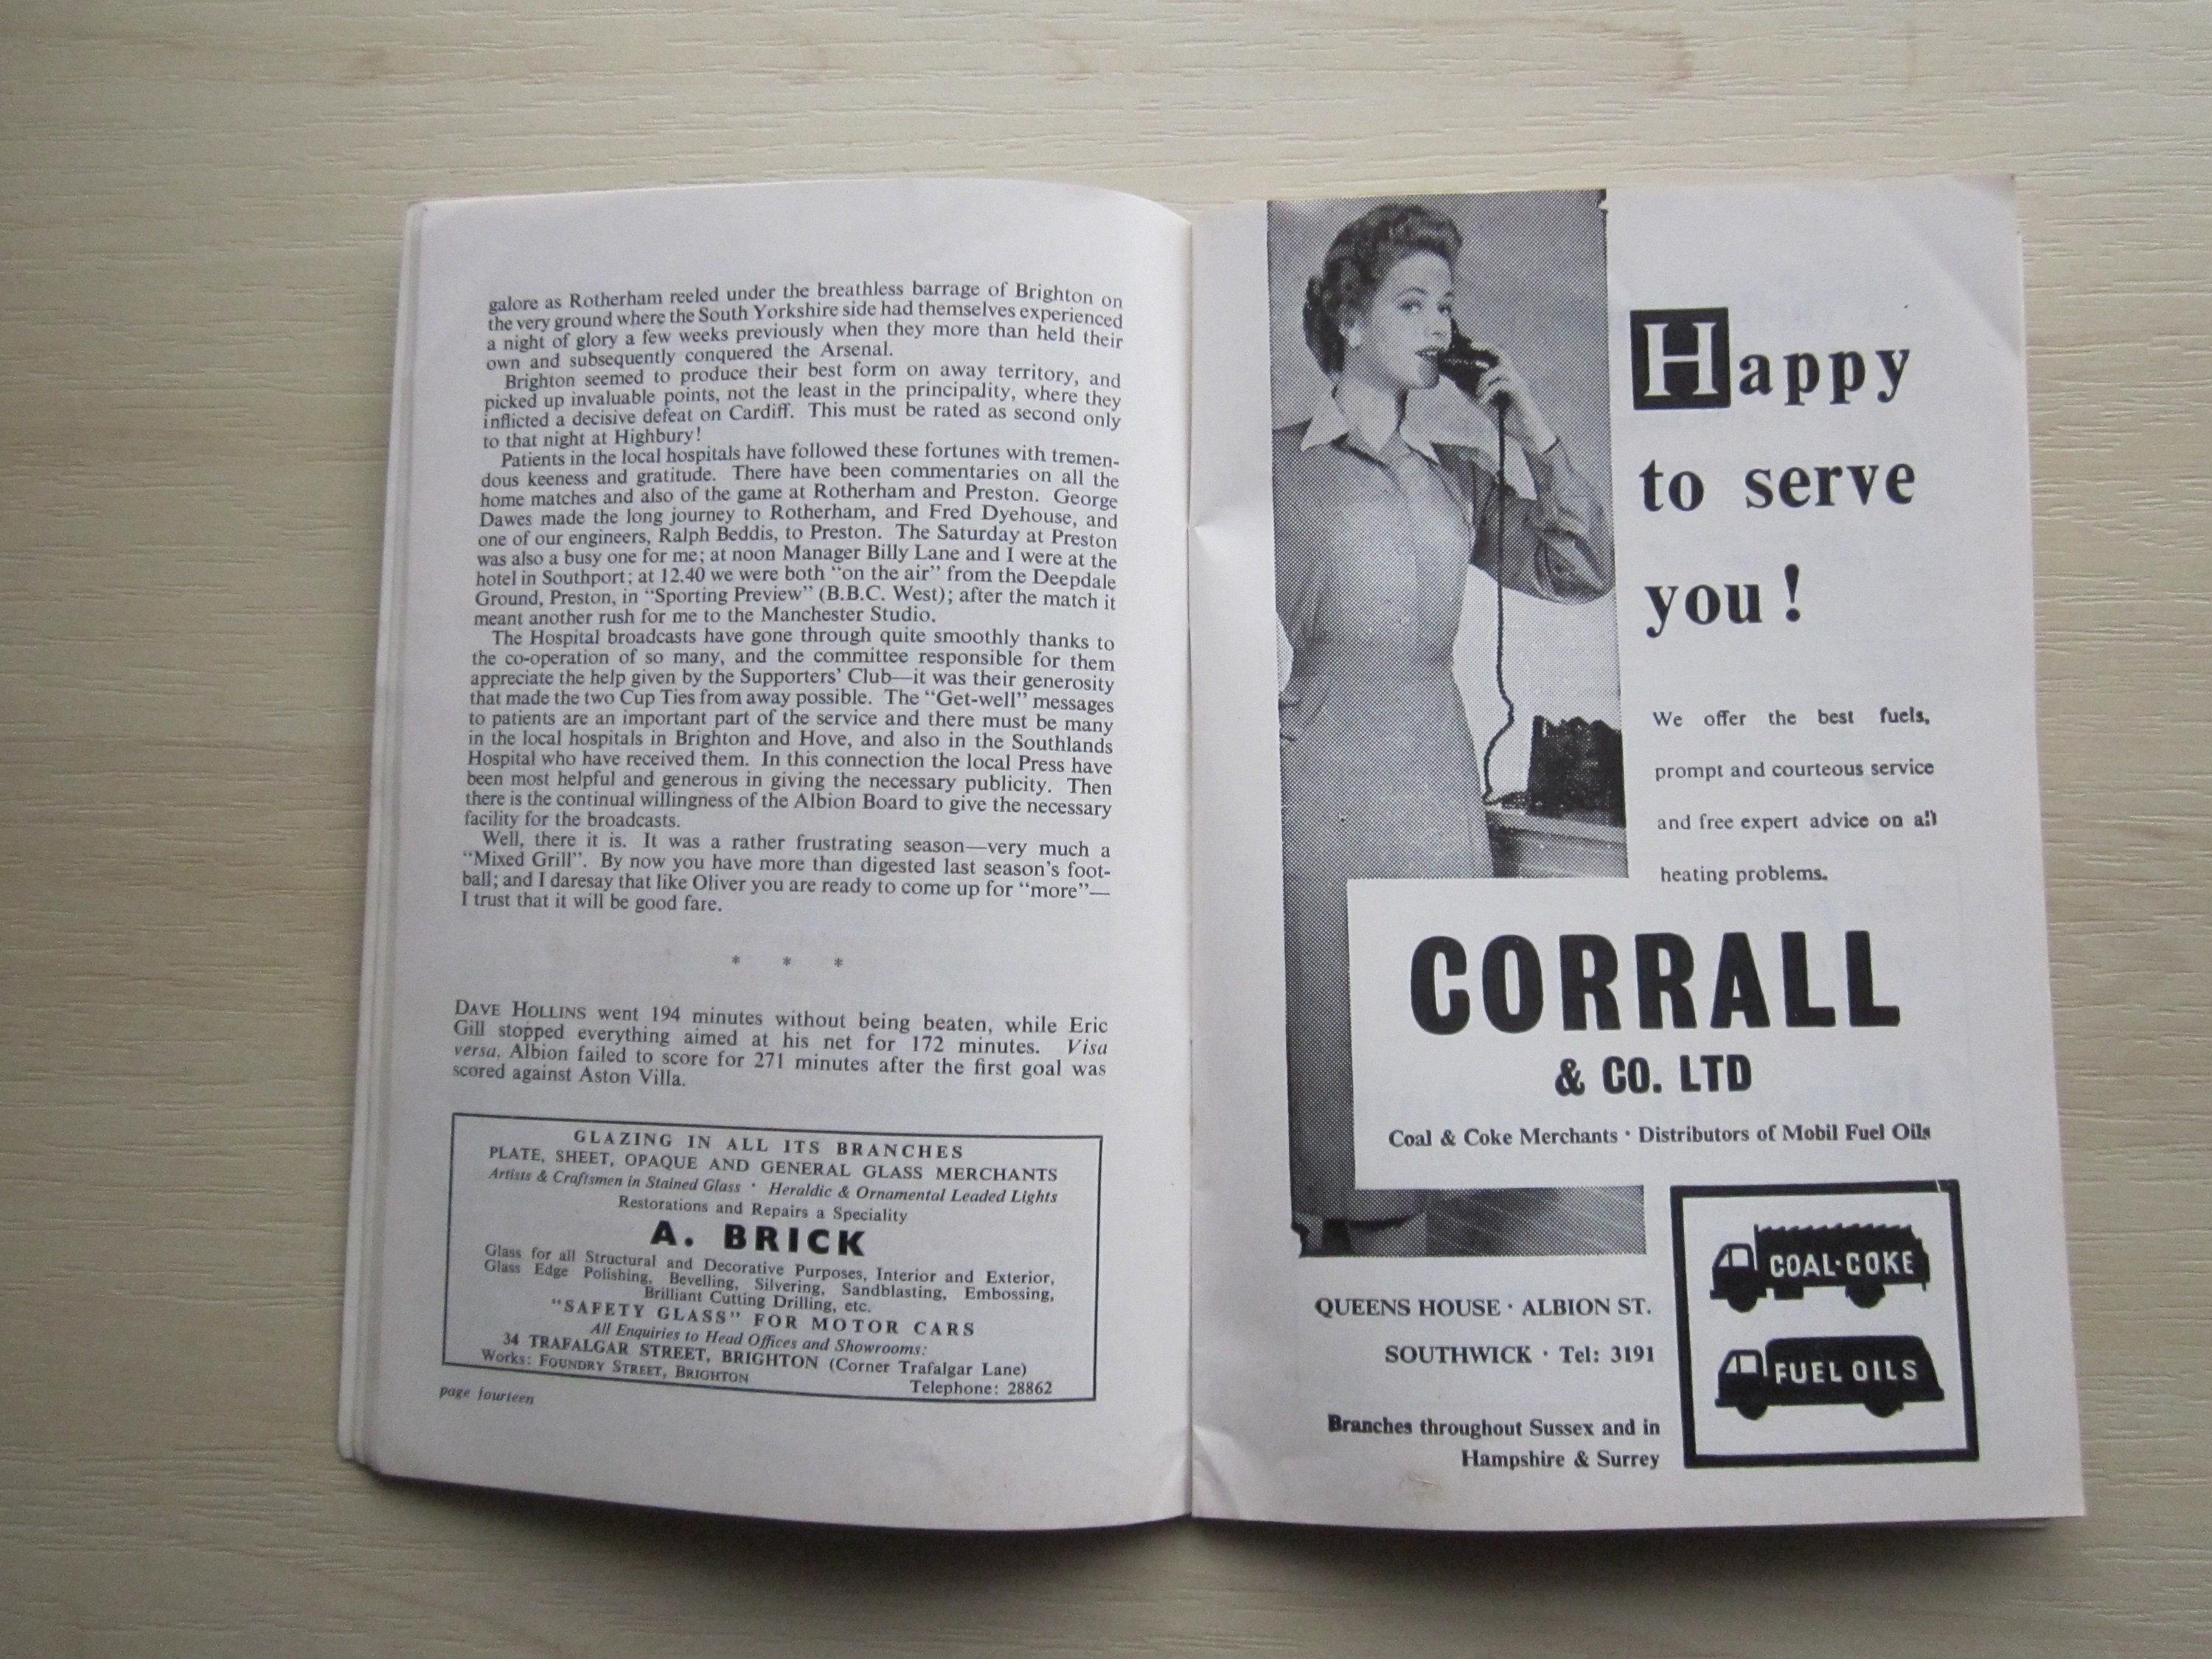 galore as Rotherham reeled under the breathless barrage of Brighton on
the very ground where the South Yorkshire side had themselves experienced
a night of glory a few weeks previously when they more than held their
own and subsequently conquered the Arsenal.
Brighton seemed to produce their best form on away territory, and
picked up invaluable points, not the least in the principality, where they
inflicted a decisive defeat on Cardiff. This must be rated as second only
to that night at Highbury!
Patients in the local hospitals have followed these fortunes with tremen-
dous keeness and gratitude. There have been commentaries on all the
home matches and also of the game at Rotherham and Preston. George
Dawes made the long journey to Rotherham, and Fred Dyehouse, and
one of our engineers, Ralph Beddis, to Preston. The Saturday at Preston
was also a busy one for me; at noon Manager Billy Lane and I were at the
hotel in Southport; at 12.40 we were both "on the air" from the Deepdale
Ground, Preston, in "Sporting Preview" (B.B.C. West); after the match it
meant another rush for me to the Manchester Studio.
The Hospital broadcasts have gone through quite smoothly thanks to
the co-operation of so many, and the committee responsible for them
appreciate the help given by the Supporters' Club—it was their generosity
that made the two Cup Ties from away possible. The "Get-well" messages
to patients are an important part of the service and there must be many
in the local hospitals in Brighton and Hove, and also in the Southlands
Hospital who have received them. In this connection the local Press have
been most helpful and generous in giving the necessary publicity. Then
there is the continual willingness of the Albion Board to give the necessary
facility for the broadcasts.
Well, there it is. It was a rather frustrating season—very much a
"Mixed Grill". By now you have more than digested last season's foot-
ball; and I daresay that like Oliver you are ready to come up for "more"—
I trust that it will be good fare.
* * *
DAVE HOLLINS went 194 minutes without being beaten, while Eric
Gill stopped everything aimed at his net for 172 minutes. Visa
versa, Albion failed to score for 271 minutes after the first goal was
scored against Aston Villa.
GLAZING IN ALL ITS BRANCHES
PLATE, SHEET, OPAQUE AND GENERAL GLASS MERCHANTS
Artists & Craftsmen in Stained Glass · Heraldic & Ornamental Leaded Lights
Restorations and Repairs a Speciality
A. BRICK
Glass for all Structural and Decorative Purposes, Interior and Exterior,
Glass Edge Polishing, Bevelling, Silvering, Sandblasting, Embossing,
Brilliant Cutting Drilling, etc.
"SAFETY GLASS" FOR MOTOR CARS
All Enquiries to Head Offices and Showrooms:
34 TRAFALGAR STREET, BRIGHTON (Corner Trafalgar Lane)
Works: FOUNDRY STREET, BRIGHTON Telephone: 28862
page fourteen
Happy
to serve
you!
We offer the best fuels,
prompt and courteous service
and free expert advice on all
heating problems.
CORRALL
& CO. LTD
Coal & Coke Merchants · Distributors of Mobil Fuel Oils
QUEENS HOUSE · ALBION ST.
SOUTHWICK · Tel: 3191
Branches throughout Sussex and in
Hampshire & Surrey
COAL·COKE
FUEL OILS